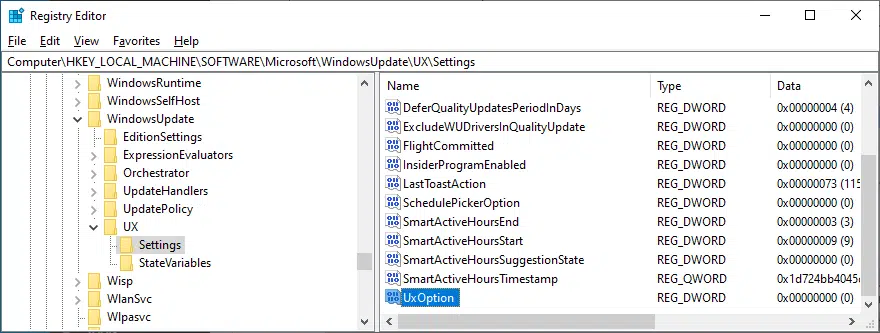 Registry Editor
File Edit View Favorites Help
Computer\HKEY_LOCAL_MACHINE\SOFTWARE\Microsoft\WindowsUpdate\UX\Settings
WindowsRuntime
WindowsSelfHost
WindowsUpdate
EditionSettings
ExpressionEvaluators
Orchestrator
UpdateHandlers
UpdatePolicy
UX
Settings
StateVariables
Wisp
WlanSvc
Wlpasvc
Name Type Data
DeferQualityUpdatesPeriodInDays REG_DWORD 0x00000004 (4)
ExcludeWUDriversInQualityUpdate REG_DWORD 0x00000000 (0)
FlightCommitted REG_DWORD 0x00000000 (0)
InsiderProgramEnabled REG_DWORD 0x00000000 (0)
LastToastAction REG_DWORD 0x00000073 (115
SchedulePickerOption REG_DWORD 0x00000000 (0)
SmartActiveHoursEnd REG_DWORD 0x00000003 (3)
SmartActiveHoursStart REG_DWORD 0x00000009 (9)
SmartActiveHoursSuggestionState REG_DWORD 0x00000000 (0)
SmartActiveHoursTimestamp REG_QWORD 0x1d724bb4045
UxOption REG_DWORD 0x00000000 (0)